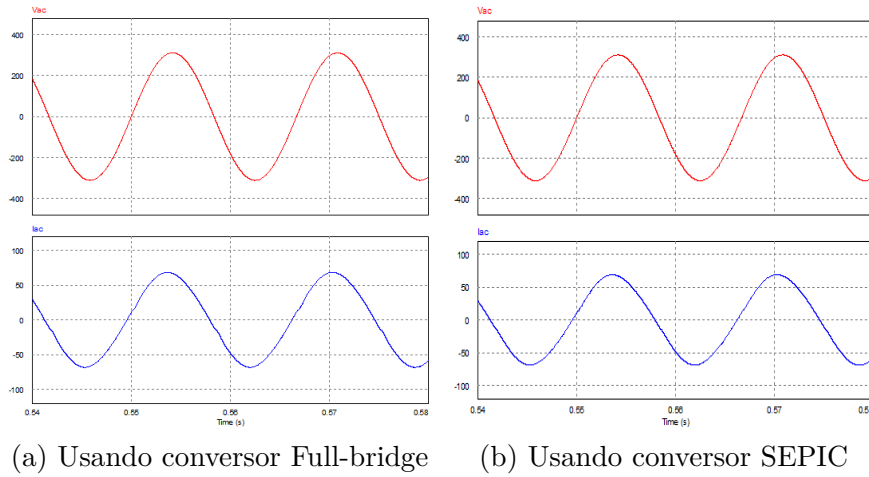 Vac
400
200
0
-200
-400
Iac
100
50
0
-50
-100
0.54 0.55 0.56 0.57 0.58
Time (s)
(a) Usando conversor Full-bridge
Vac
400
200
0
-200
-400
Iac
100
50
0
-50
-100
0.54 0.55 0.56 0.57
Time (s)
(b) Usando conversor SEPIC